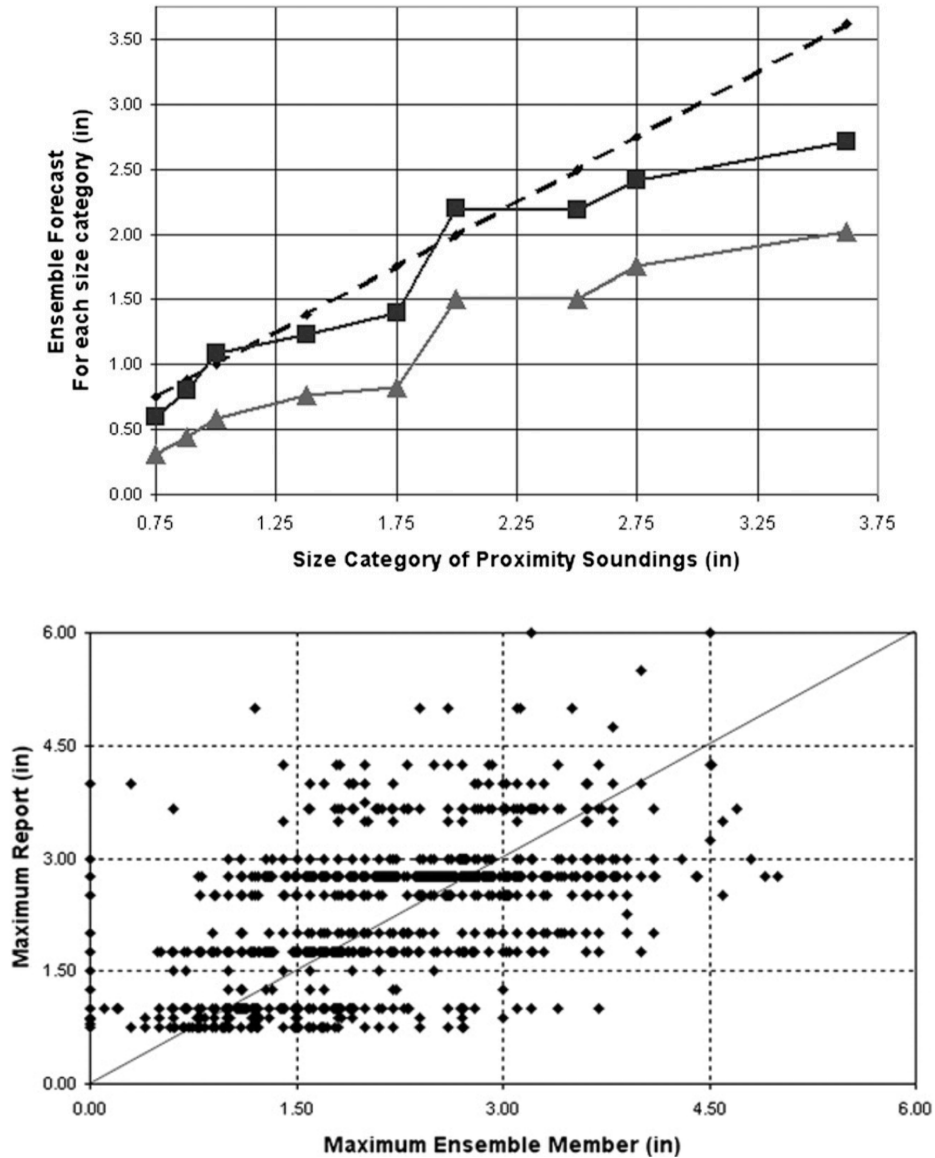 3.50
3.00
2.50
2.00
1.50
1.00
0.50
0.00
Ensemble Forecast
For each size category (in)
0.75 1.25 1.75 2.25 2.75 3.25 3.75
Size Category of Proximity Soundings (in)
6.00
4.50
3.00
1.50
0.00
Maximum Report (in)
0.00 1.50 3.00 4.50 6.00
Maximum Ensemble Member (in)